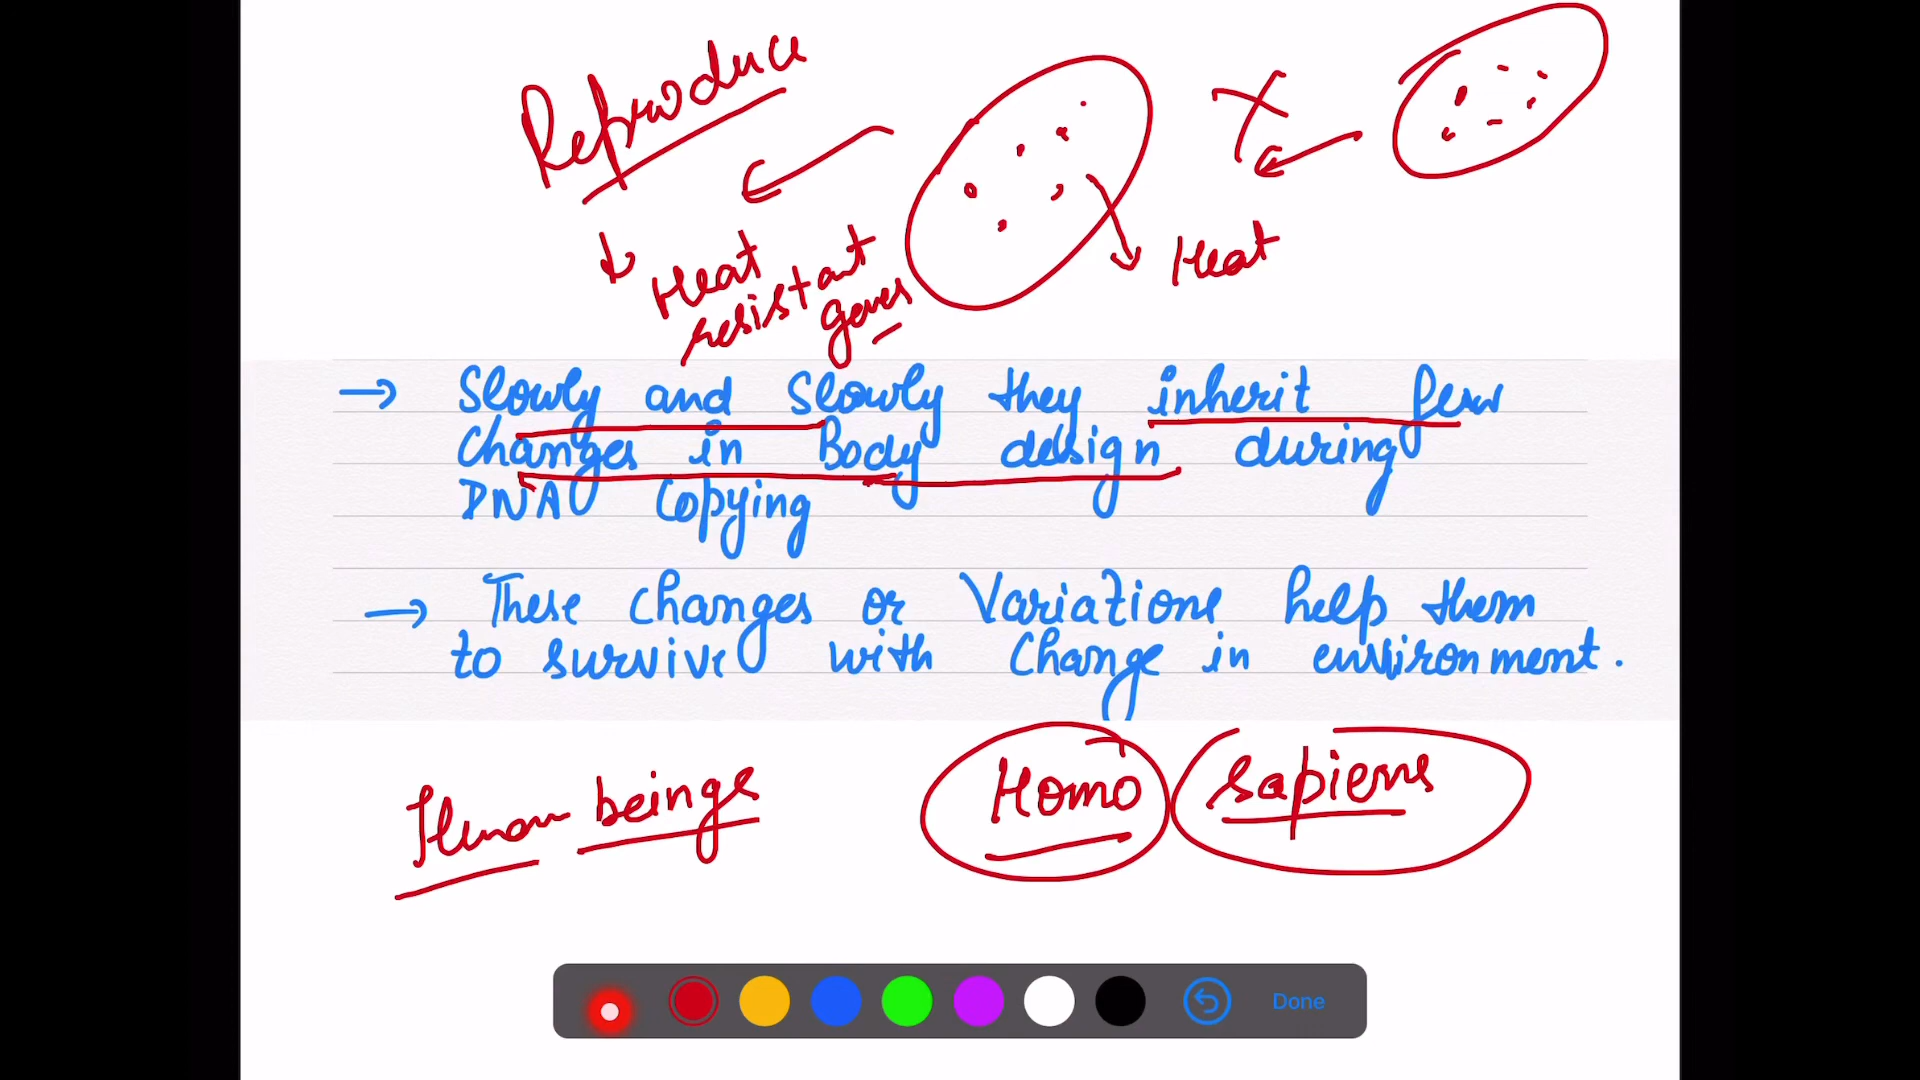 Reproduce
Heat
Heat
resistant
genes
→ Slowly and Slowly they inherit few
Changes in Body design during
DNA Copying
→ These changes or Variations help them
to survive with Change in environment.
Human beings
Homo sapiens
Done